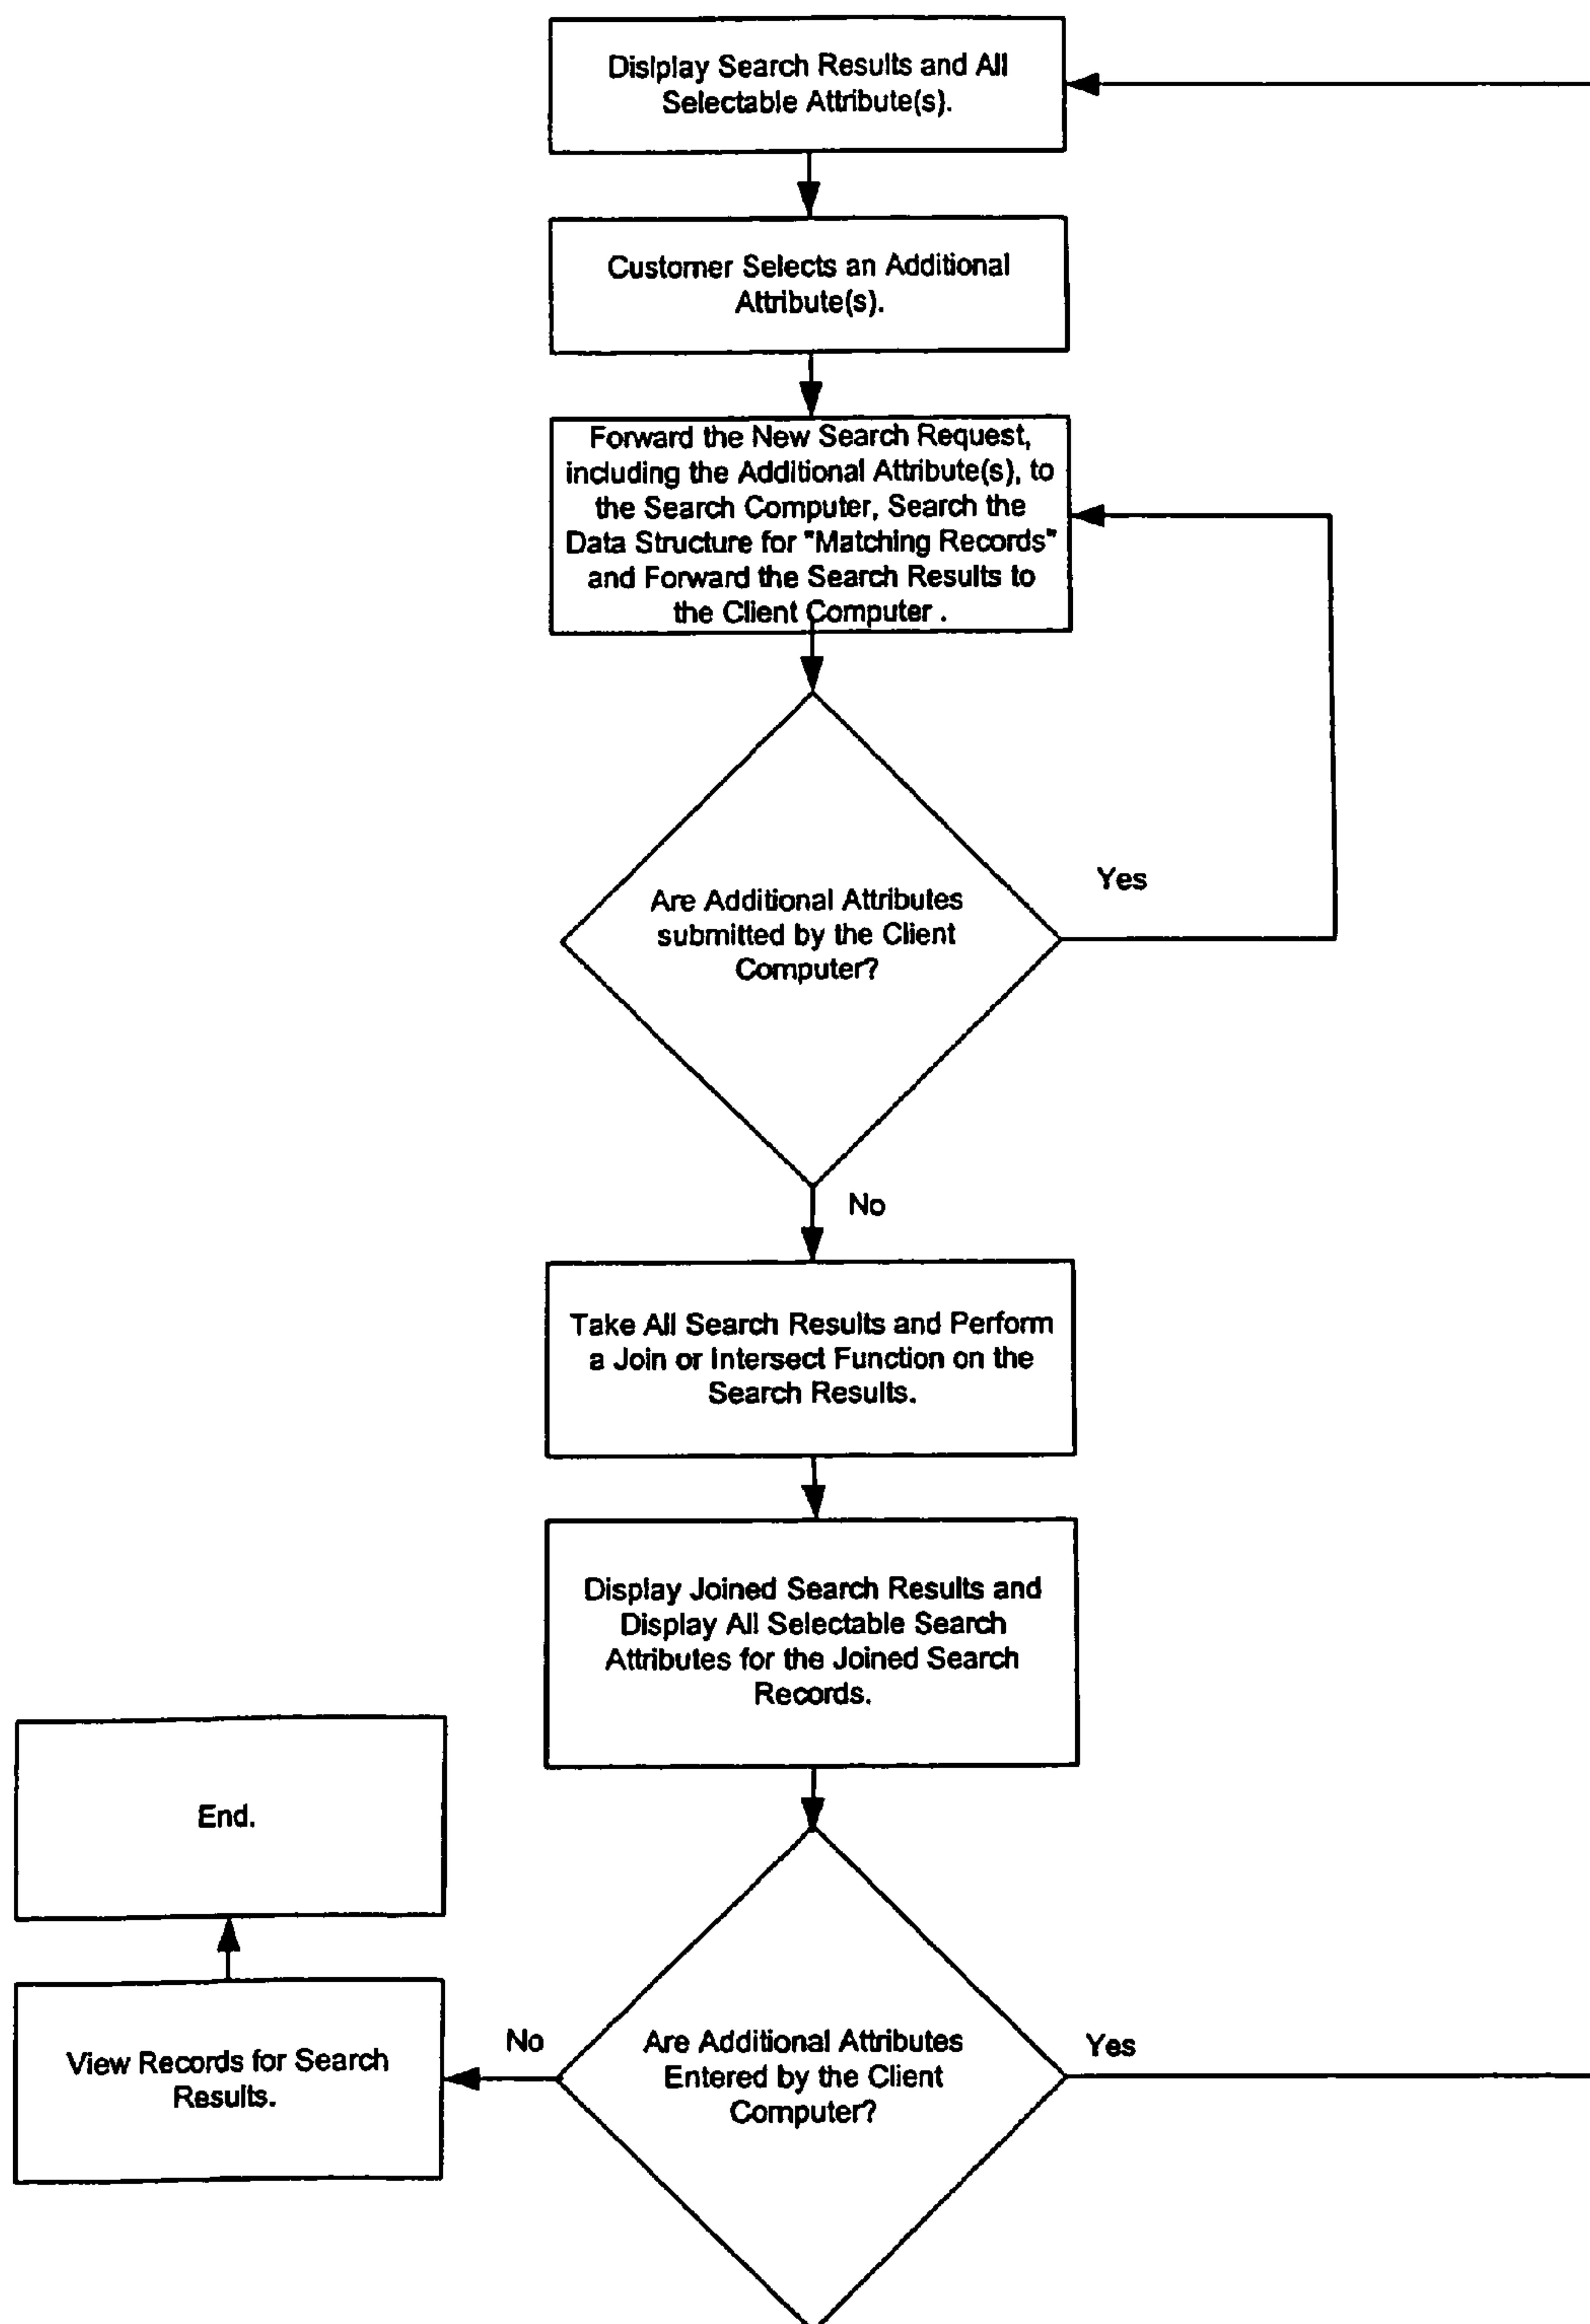 Dislplay Search Results and All
Selectable Attribute(s).
Customer Selects an Additional
Attribute(s).
Forward the New Search Request,
including the Additional Attribute(s), to
the Search Computer, Search the
Data Structure for "Matching Records"
and Forward the Search Results to
the Client Computer .
Are Additional Attributes
submitted by the Client
Computer?
Yes
No
Take All Search Results and Perform
a Join or Intersect Function on the
Search Results.
Display Joined Search Results and
Display All Selectable Search
Attributes for the Joined Search
Records.
End.
View Records for Search
Results.
No
Are Additional Attributes
Entered by the Client
Computer?
Yes